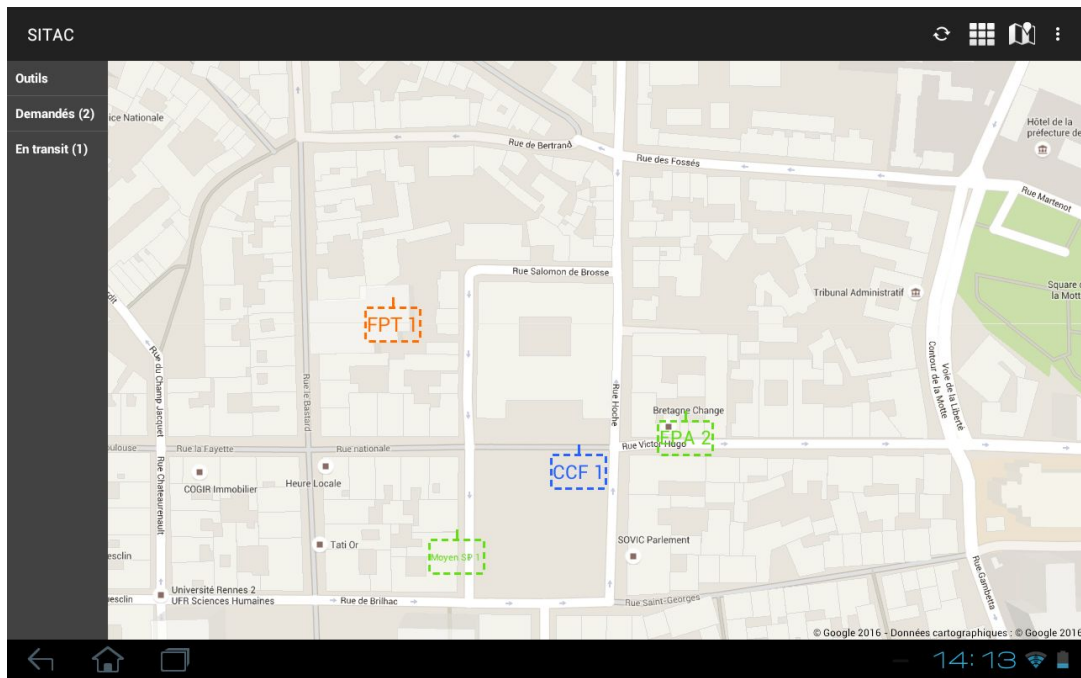 SITAC
Outils
Demandés (2)
En transit (1)
ice Nationale
Rue de Bertrand
Rue des Fossés
Hôtel de la
préfecture de
Rue Martenot
Rue Salomon de Brosse
Tribunal Administratif
Square
la Mott
FPT 1
Rue du Champ Jacquet
Rue le Bastard
Rue Hoche
Contour de la Motte
Voie de la Liberté
Bretagne Change
FPA 2
Rue Victor Hugo
oulouse
Rue la Fayette
Rue nationale
CCF 1
COGIR Immobilier
Heure Locale
Rue Chateaurenault
Tati Or
Moyen SP 1
SOVIC Parlement
esclin
Université Rennes 2
UFR Sciences Humaines
esclin
Rue de Brilhac
Rue Saint-Georges
Rue Gambetta
© Google 2016 - Données cartographiques : © Google 2016
14:13